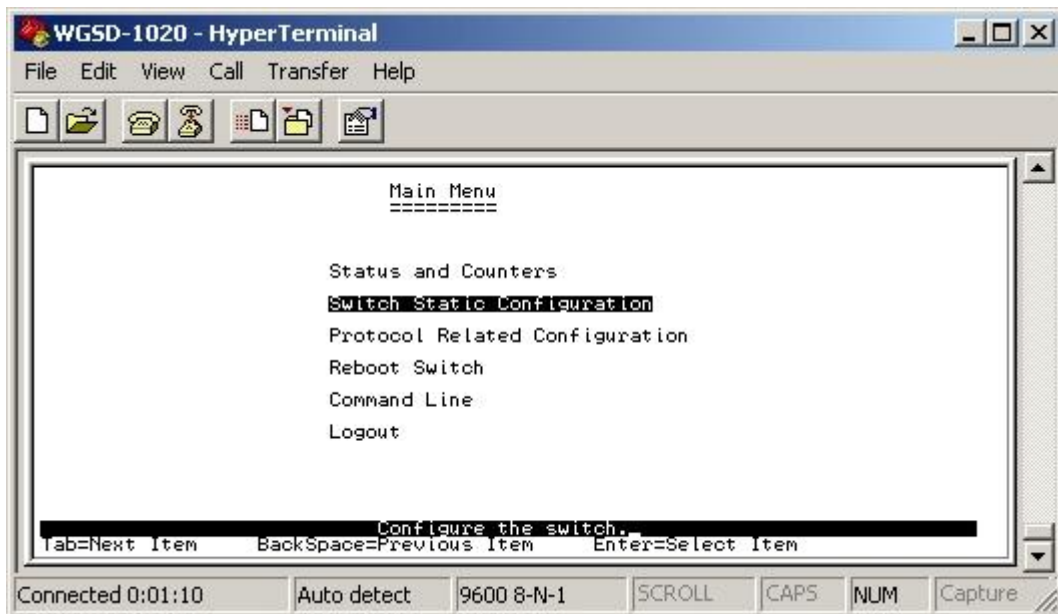 WGSD-1020 - HyperTerminal
File Edit View Call Transfer Help
Main Menu
=========
Status and Counters
Switch Static Configuration
Protocol Related Configuration
Reboot Switch
Command Line
Logout
Configure the switch.
Tab=Next Item BackSpace=Previous Item Enter=Select Item
Connected 0:01:10 Auto detect 9600 8-N-1 SCROLL CAPS NUM Capture